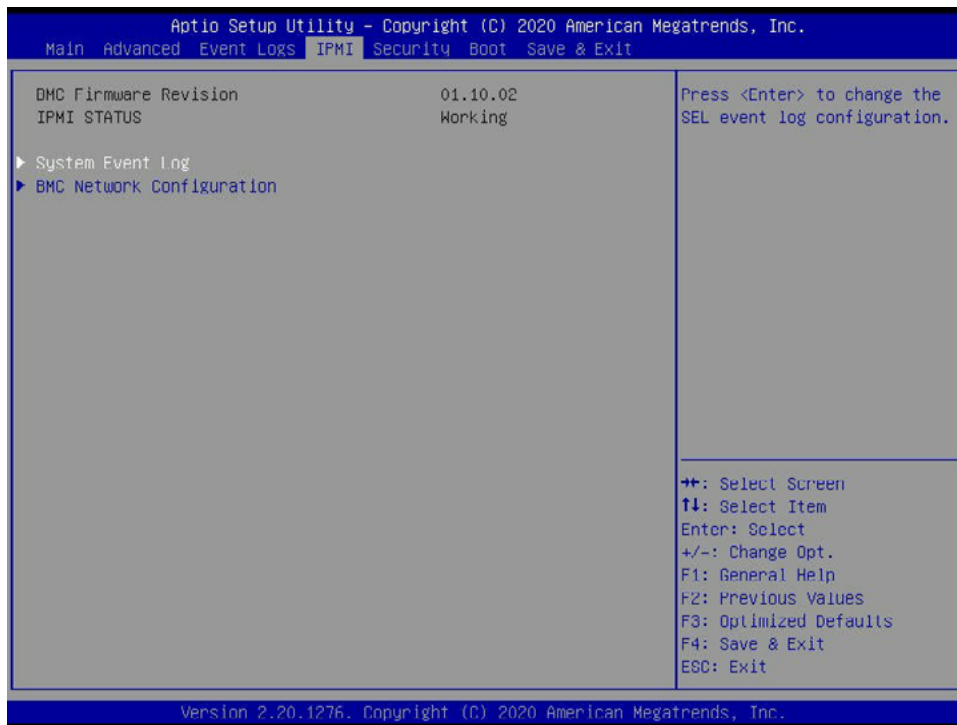 Aptio Setup Utility – Copyright (C) 2020 American Megatrends, Inc.
Main Advanced Event Logs IPMI Security Boot Save & Exit
BMC Firmware Revision 01.10.02
IPMI STATUS Working
System Event Log
BMC Network Configuration
Press <Enter> to change the
SEL event log configuration.
→←: Select Screen
↑↓: Select Item
Enter: Select
+/-: Change Opt.
F1: General Help
F2: Previous Values
F3: Optimized Defaults
F4: Save & Exit
ESC: Exit
Version 2.20.1276. Copyright (C) 2020 American Megatrends, Inc.